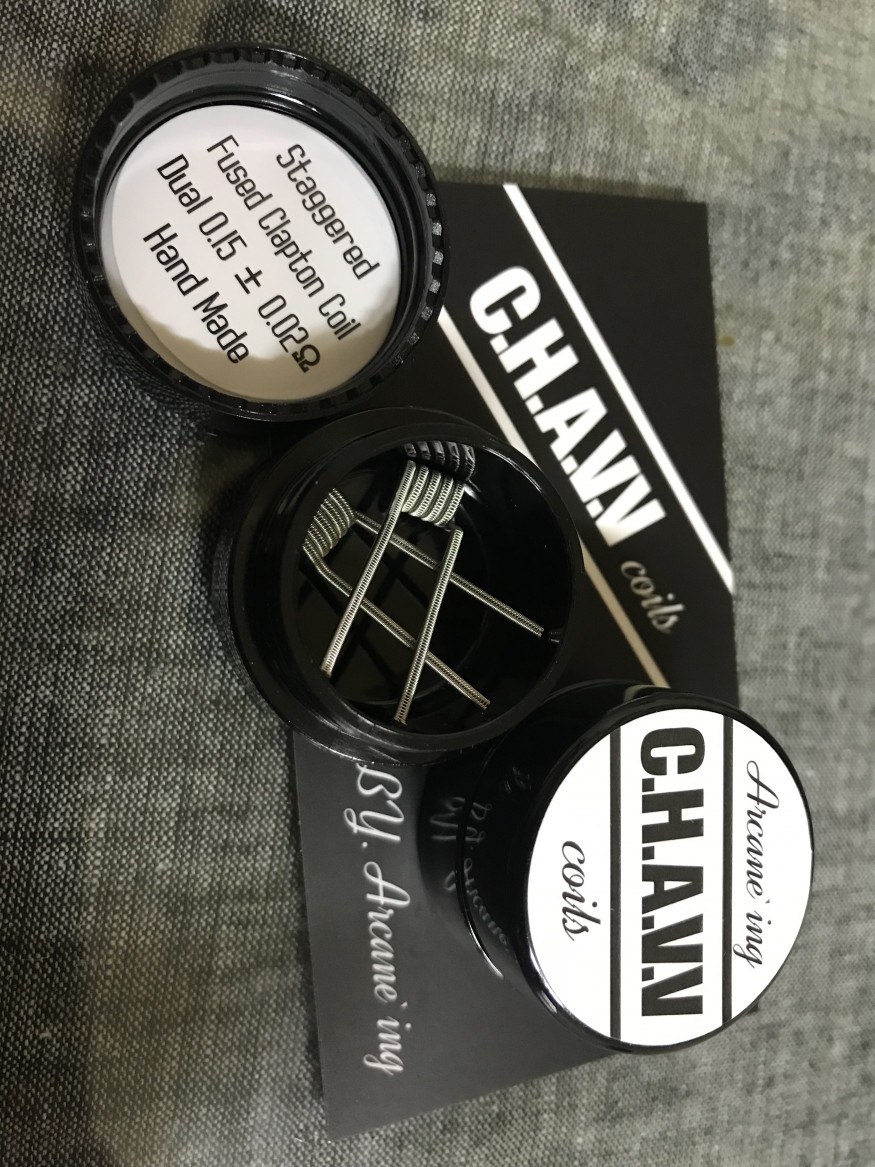 Staggered
Fused Clapton Coil
Dual 0.15 ± 0.02Ω
Hand Made
C.H.A.V.N
coils
BY. Arcane`ing
Arcane`ing
C.H.A.V.N
coils